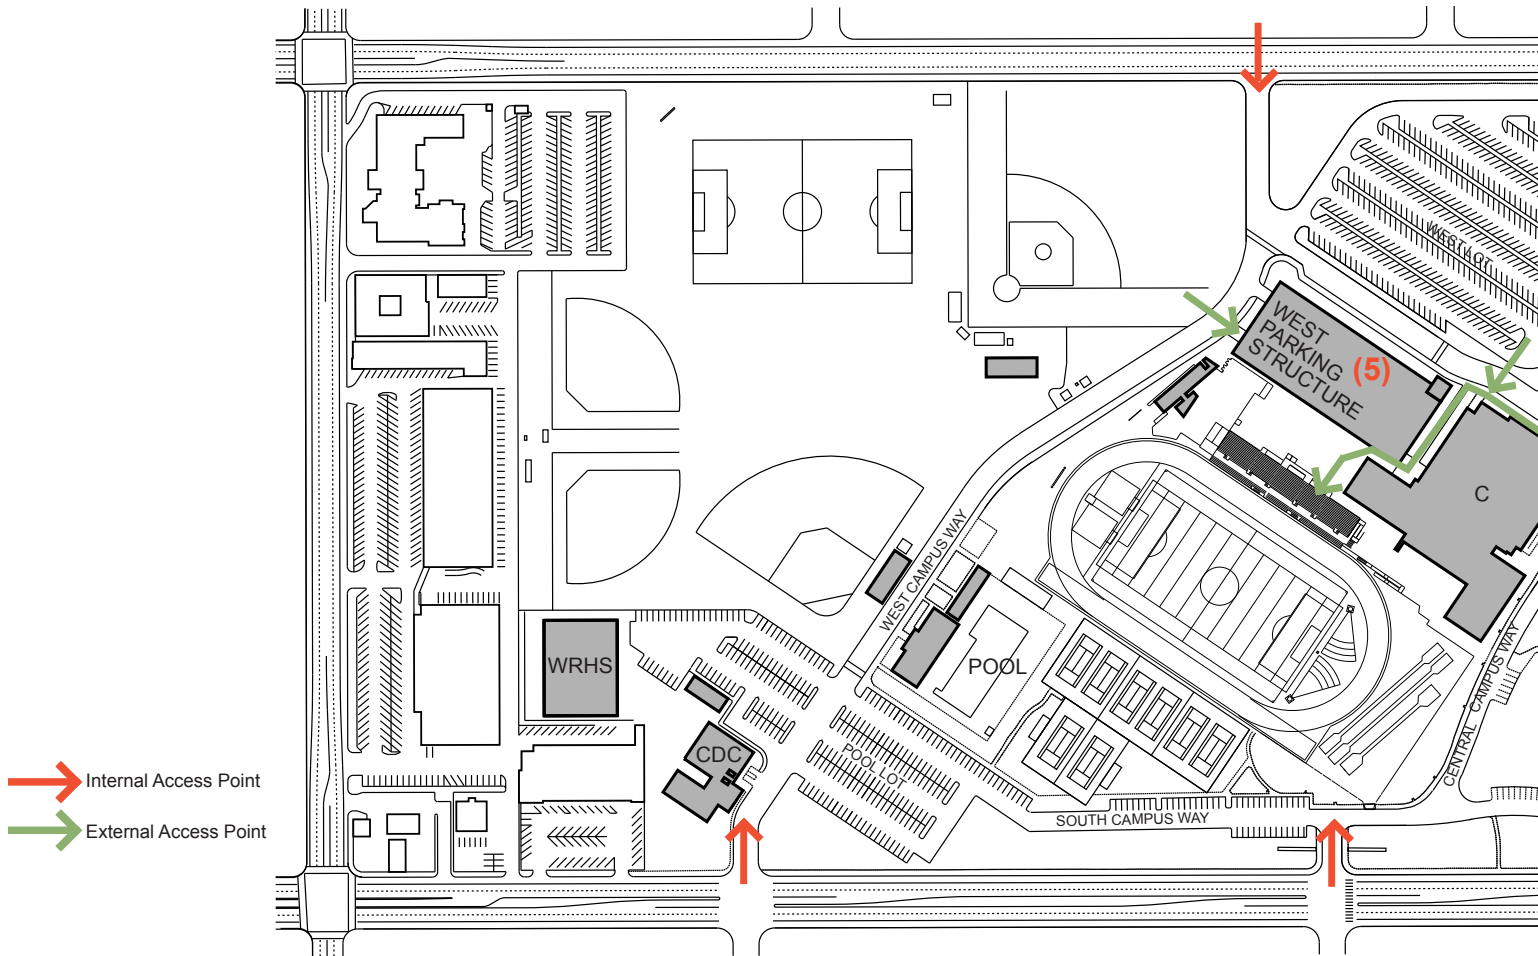 WEST LOT
WEST
PARKING
STRUCTURE
(5)
C
WEST CAMPUS WAY
WRHS
POOL
CENTRAL CAMPUS WAY
CDC
POOL LOT
Internal Access Point
SOUTH CAMPUS WAY
External Access Point